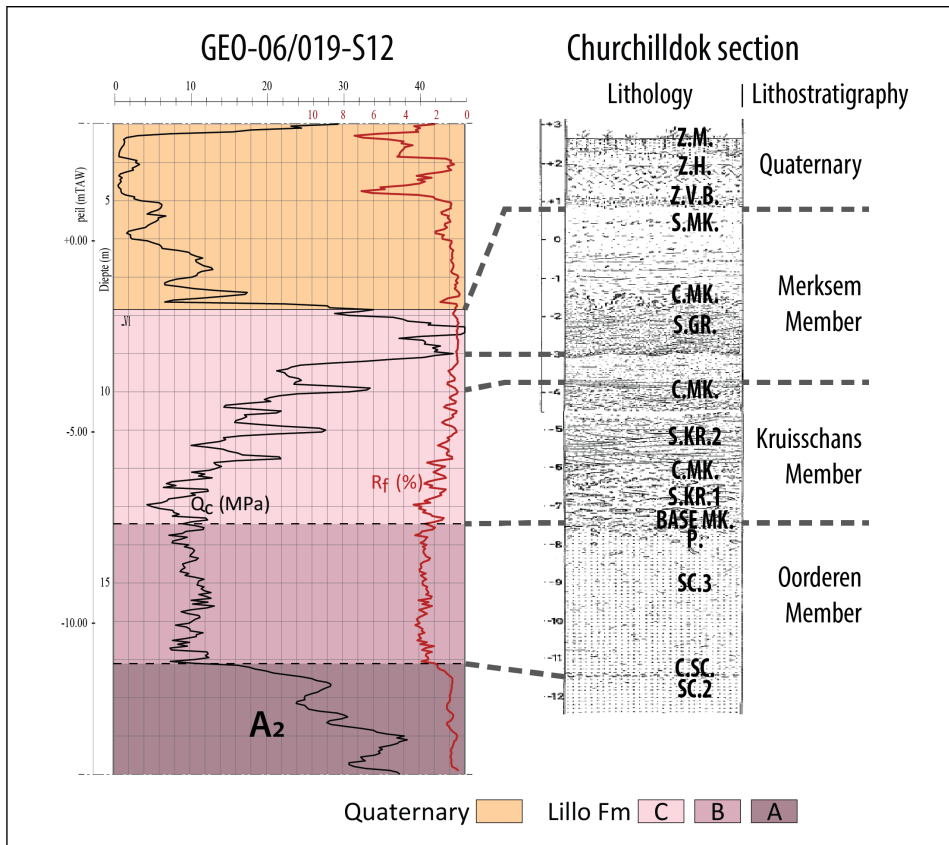 GEO-06/019-S12
Churchilldok section
Lithology | Lithostratigraphy
0 10 20 30 40
10 8 6 4 2 0
peil (mTAW)
Diepte (m)
5
+0.00
10
-5.00
15
-10.00
Qc (MPa)
Rf (%)
A2
+3
+2
+1
0
-1
-2
-3
-4
-5
-6
-7
-8
-9
-10
-11
-12
Z.M.
Z.H.
Z.V.B.
S.MK.
C.MK.
S.GR.
C.MK.
S.KR.2
C.MK.
S.KR.1
BASE MK.
P.
SC.3
C.SC.
SC.2
Quaternary
Merksem
Member
Kruisschans
Member
Oorderen
Member
Quaternary Lillo Fm C B A